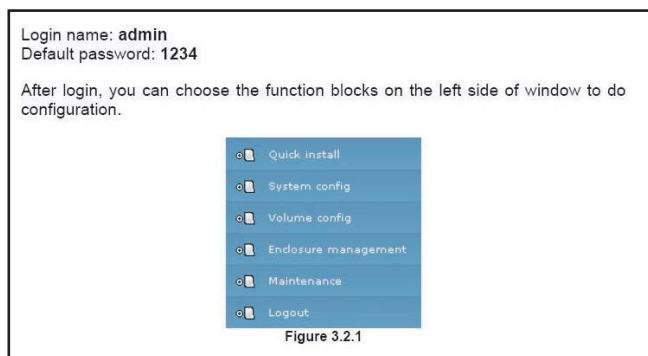 Login name: admin
Default password: 1234
After login, you can choose the function blocks on the left side of window to do
configuration.
Quick install
System config
Volume config
Enclosure management
Maintenance
Logout
Figure 3.2.1